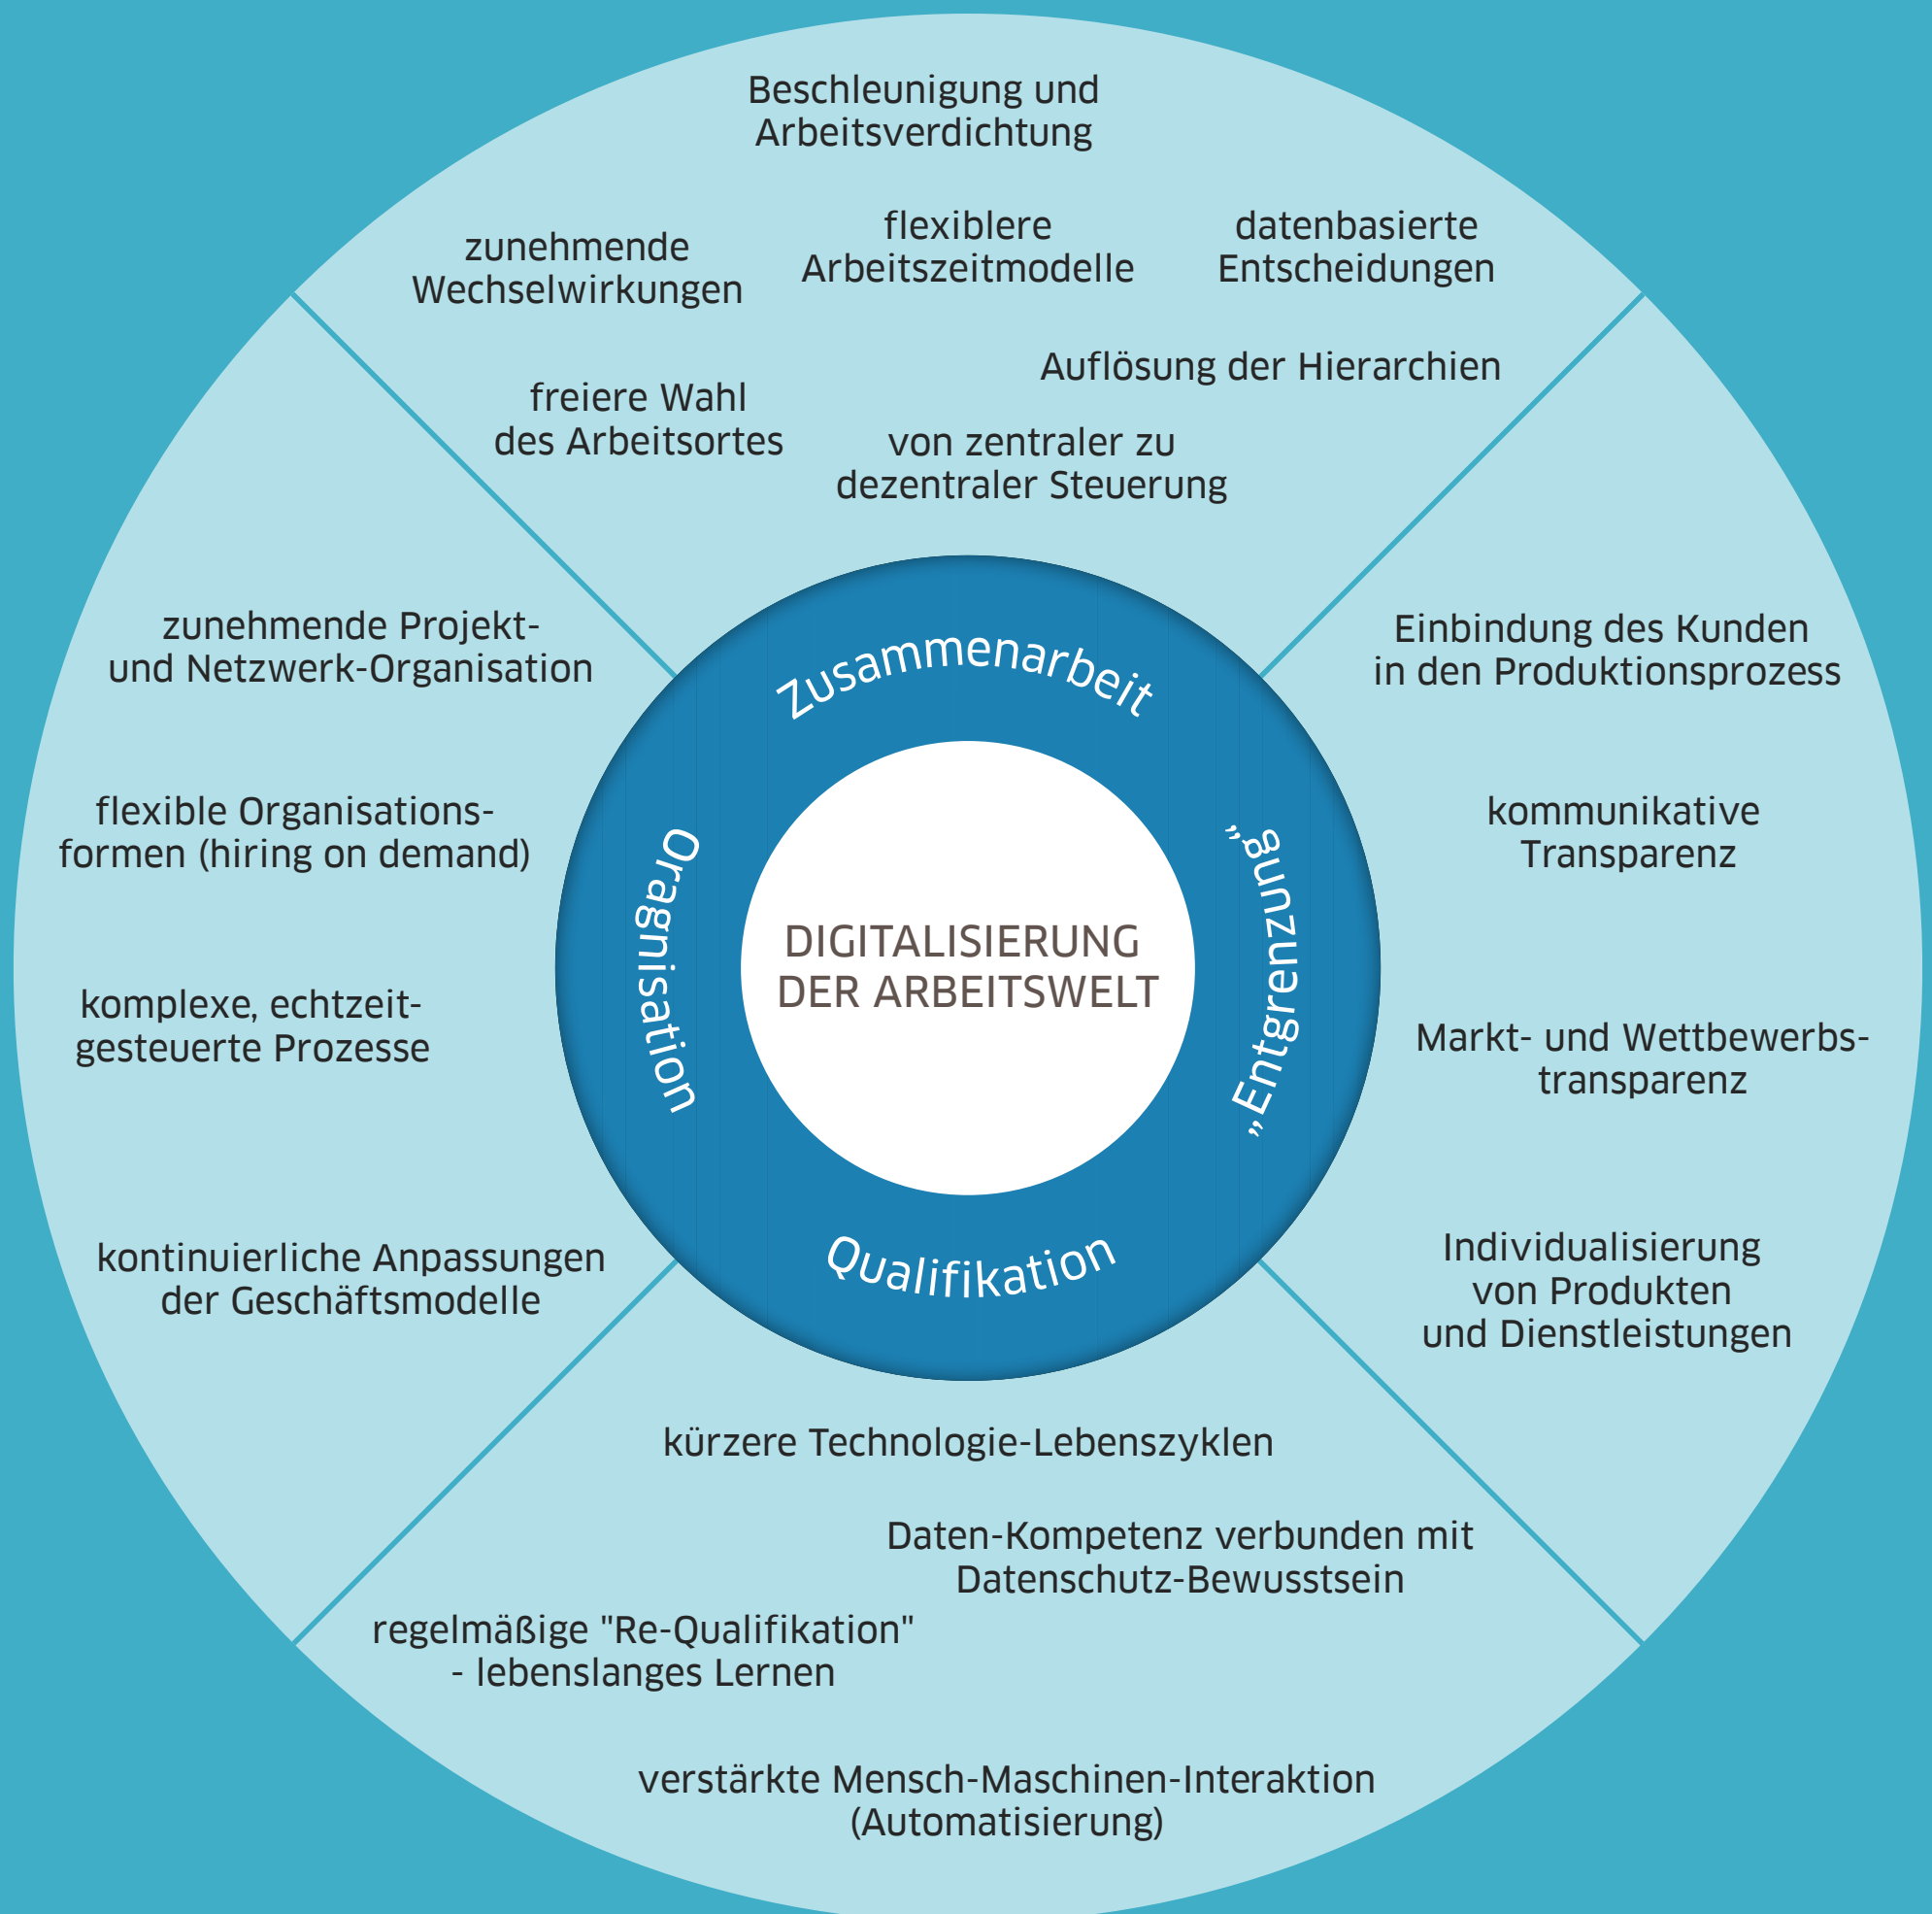 Beschleunigung und
Arbeitsverdichtung
zunehmende
Wechselwirkungen
flexiblere
Arbeitszeitmodelle
datenbasierte
Entscheidungen
freiere Wahl
des Arbeitsortes
Auflösung der Hierarchien
von zentraler zu
dezentraler Steuerung
zunehmende Projekt-
und Netzwerk-Organisation
flexible Organisations-
formen (hiring on demand)
komplexe, echtzeit-
gesteuerte Prozesse
kontinuierliche Anpassungen
der Geschäftsmodelle
Zusammenarbeit
Oragnisation
DIGITALISIERUNG
DER ARBEITSWELT
„Entgrenzung“
Qualifikation
Einbindung des Kunden
in den Produktionsprozess
kommunikative
Transparenz
Markt- und Wettbewerbs-
transparenz
Individualisierung
von Produkten
und Dienstleistungen
kürzere Technologie-Lebenszyklen
Daten-Kompetenz verbunden mit
Datenschutz-Bewusstsein
regelmäßige "Re-Qualifikation"
- lebenslanges Lernen
verstärkte Mensch-Maschinen-Interaktion
(Automatisierung)